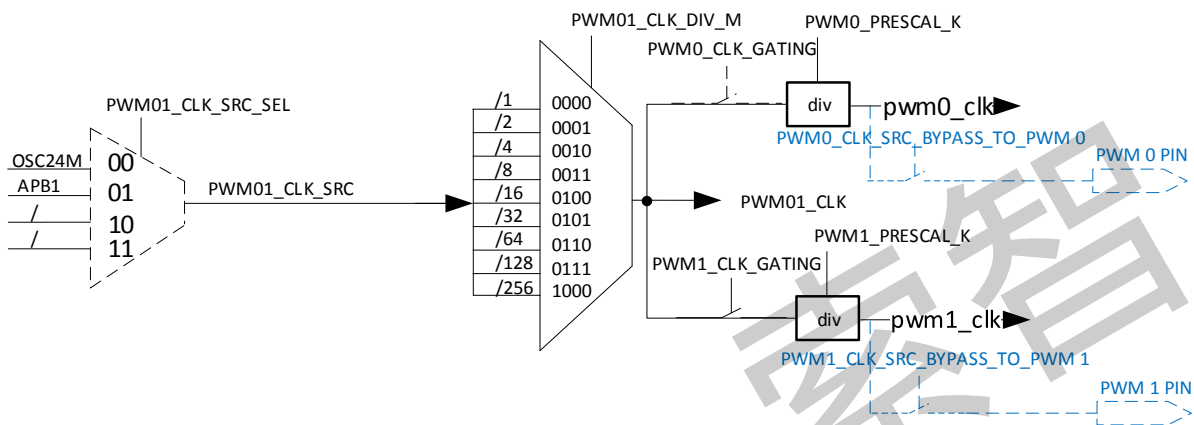 PWM01_CLK_SRC_SEL
OSC24M
APB1
/
/
00
01
10
11
PWM01_CLK_SRC
PWM01_CLK_DIV_M
/1 0000
/2 0001
/4 0010
/8 0011
/16 0100
/32 0101
/64 0110
/128 0111
/256 1000
PWM0_PRESCAL_K
PWM0_CLK_GATING
div
pwm0_clk
PWM0_CLK_SRC_BYPASS_TO_PWM 0
PWM 0 PIN
PWM01_CLK
PWM1_PRESCAL_K
PWM1_CLK_GATING
div
pwm1_clk
PWM1_CLK_SRC_BYPASS_TO_PWM 1
PWM 1 PIN
索智